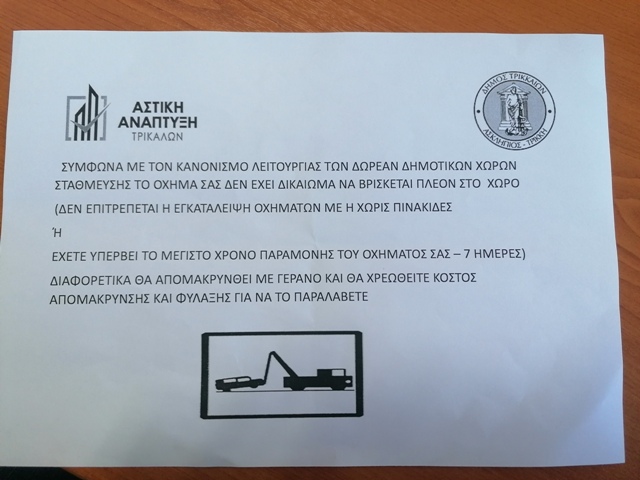 ΑΣΤΙΚΗ
ΑΝΑΠΤΥΞΗ
ΤΡΙΚΑΛΩΝ
ΔΗΜΟΣ ΤΡΙΚΚΑΙΩΝ
ΑΣΚΛΗΠΙΟΣ - ΤΡΙΚΚΗ
ΣΥΜΦΩΝΑ ΜΕ ΤΟΝ ΚΑΝΟΝΙΣΜΟ ΛΕΙΤΟΥΡΓΙΑΣ ΤΩΝ ΔΩΡΕΑΝ ΔΗΜΟΤΙΚΩΝ ΧΩΡΩΝ
ΣΤΑΘΜΕΥΣΗΣ ΤΟ ΟΧΗΜΑ ΣΑΣ ΔΕΝ ΕΧΕΙ ΔΙΚΑΙΩΜΑ ΝΑ ΒΡΙΣΚΕΤΑΙ ΠΛΕΟΝ ΣΤΟ ΧΩΡΟ
(ΔΕΝ ΕΠΙΤΡΕΠΕΤΑΙ Η ΕΓΚΑΤΑΛΕΙΨΗ ΟΧΗΜΑΤΩΝ ΜΕ Η ΧΩΡΙΣ ΠΙΝΑΚΙΔΕΣ
Ή
ΕΧΕΤΕ ΥΠΕΡΒΕΙ ΤΟ ΜΕΓΙΣΤΟ ΧΡΟΝΟ ΠΑΡΑΜΟΝΗΣ ΤΟΥ ΟΧΗΜΑΤΟΣ ΣΑΣ – 7 ΗΜΕΡΕΣ)
ΔΙΑΦΟΡΕΤΙΚΑ ΘΑ ΑΠΟΜΑΚΡΥΝΘΕΙ ΜΕ ΓΕΡΑΝΟ ΚΑΙ ΘΑ ΧΡΕΩΘΕΙΤΕ ΚΟΣΤΟΣ
ΑΠΟΜΑΚΡΥΝΣΗΣ ΚΑΙ ΦΥΛΑΞΗΣ ΓΙΑ ΝΑ ΤΟ ΠΑΡΑΛΑΒΕΤΕ